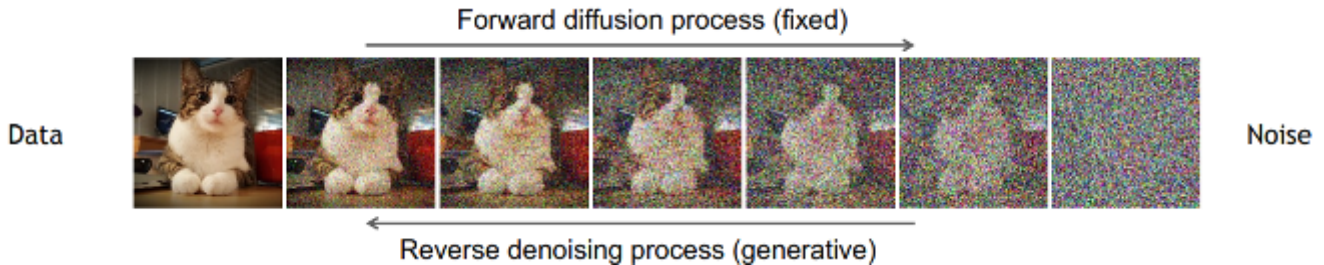 Forward diffusion process (fixed)
Data
Noise
Reverse denoising process (generative)